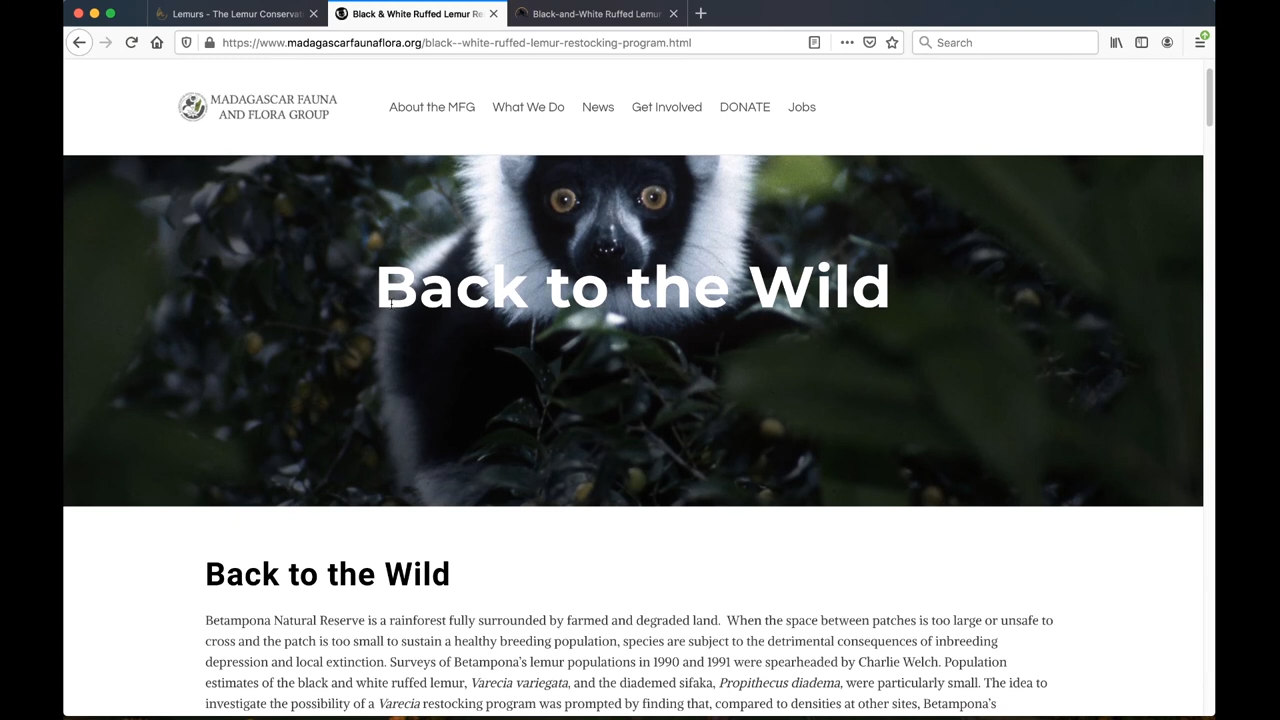 Lemurs - The Lemur Conservati
Black & White Ruffed Lemur Re
Black-and-White Ruffed Lemur
https://www.madagascarfaunaflora.org/black--white-ruffed-lemur-restocking-program.html
Search
MADAGASCAR FAUNA
AND FLORA GROUP
About the MFG What We Do News Get Involved DONATE Jobs
Back to the Wild
Back to the Wild
Betampona Natural Reserve is a rainforest fully surrounded by farmed and degraded land. When the space between patches is too large or unsafe to
cross and the patch is too small to sustain a healthy breeding population, species are subject to the detrimental consequences of inbreeding
depression and local extinction. Surveys of Betampona's lemur populations in 1990 and 1991 were spearheaded by Charlie Welch. Population
estimates of the black and white ruffed lemur, Varecia variegata, and the diademed sifaka, Propithecus diadema, were particularly small. The idea to
investigate the possibility of a Varecia restocking program was prompted by finding that, compared to densities at other sites, Betampona's